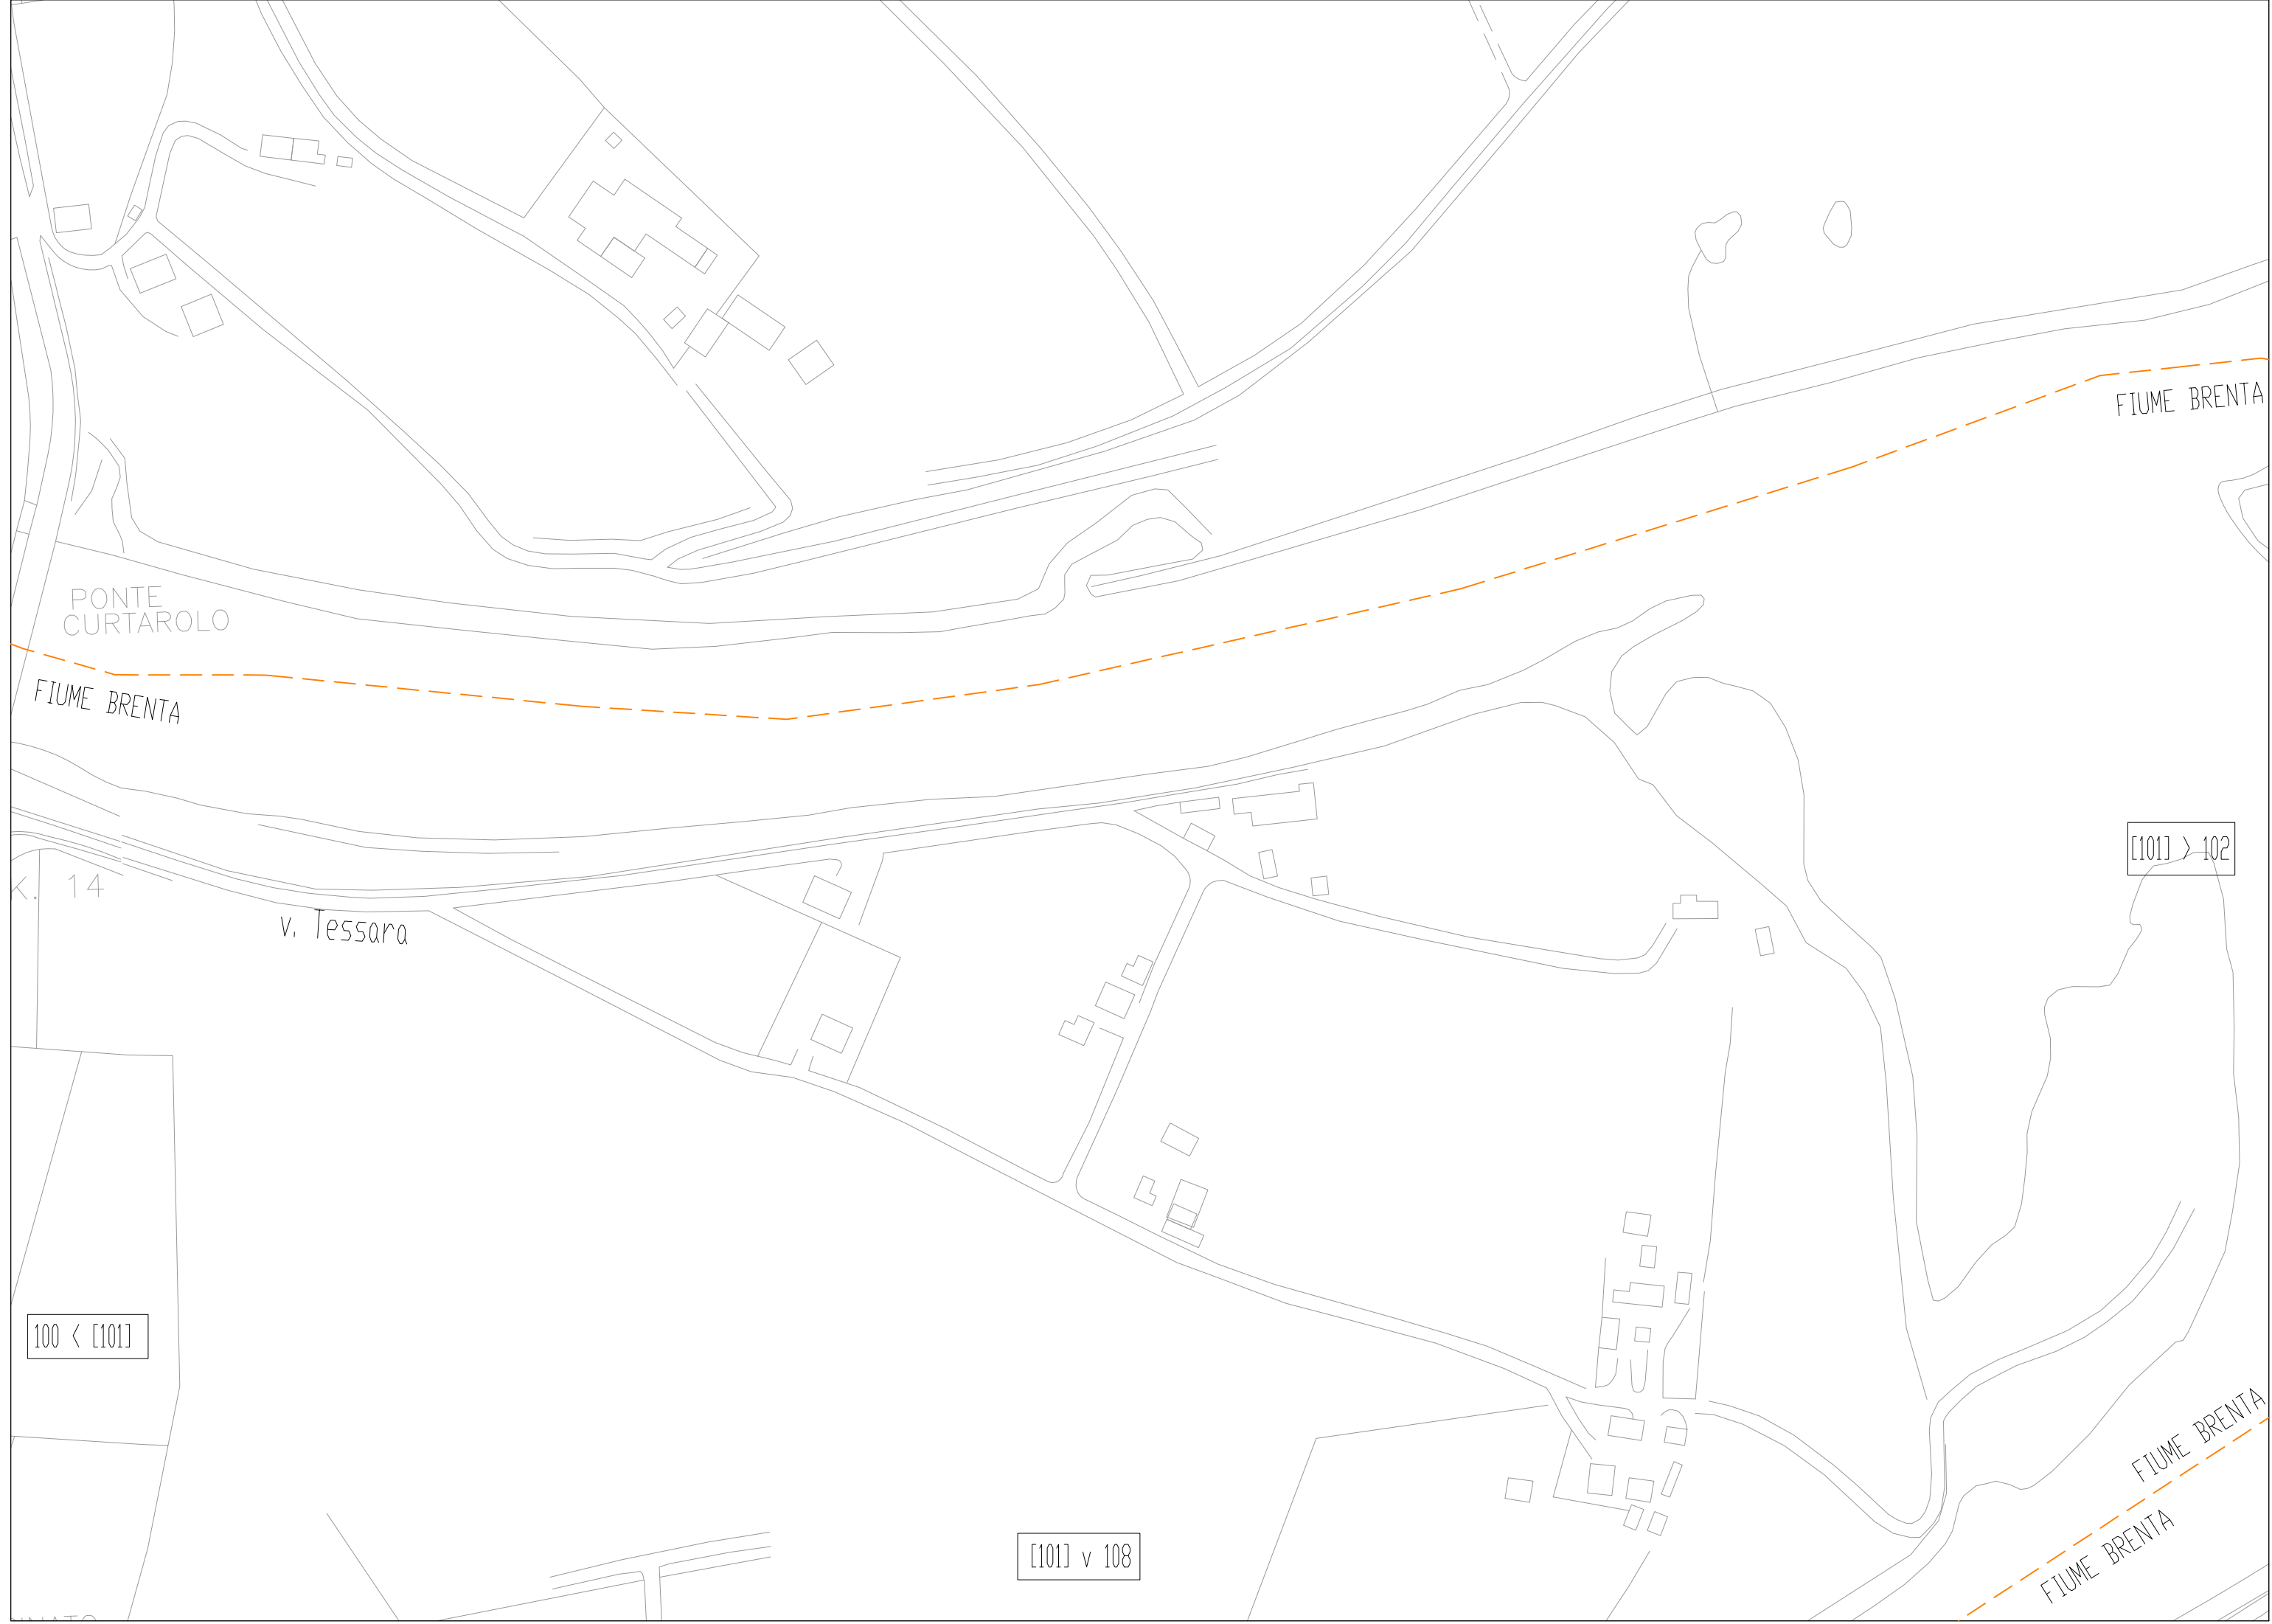 FIUME BRENTA
PONTE
CURTAROLO
FIUME BRENTA
[101] > 102
K. 14
v. Tessara
100 < [101]
FIUME BRENTA
[101] v 108
FIUME BRENTA